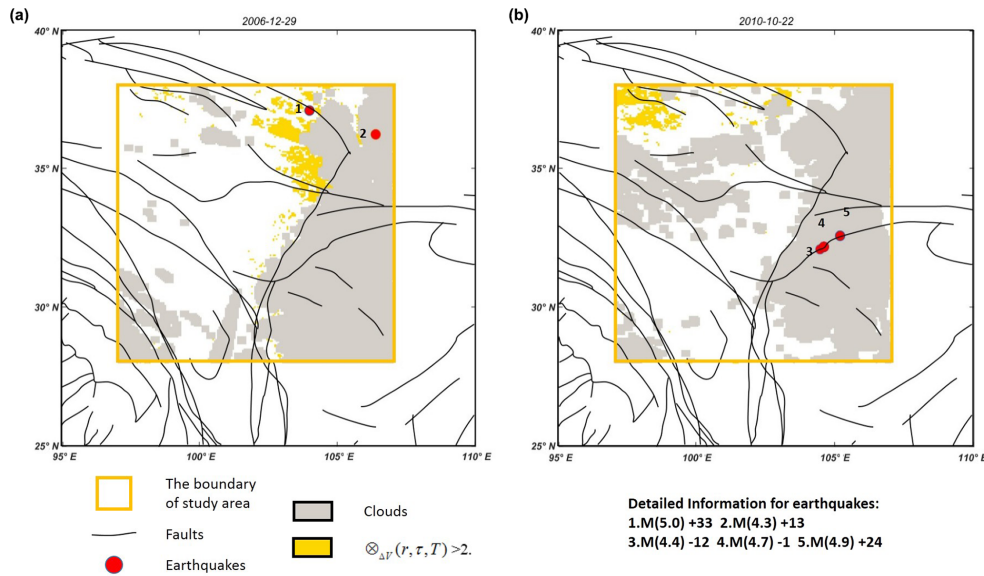 (a)
2006-12-29
40° N
35° N
30° N
25° N
95° E
100° E
105° E
110° E
1
2
(b)
2010-10-22
40° N
35° N
30° N
25° N
95° E
100° E
105° E
110° E
5
4
3
The boundary
of study area
Faults
Earthquakes
Clouds
⊗ΔV(r,τ,T) >2.
Detailed Information for earthquakes:
1.M(5.0) +33 2.M(4.3) +13
3.M(4.4) -12 4.M(4.7) -1 5.M(4.9) +24